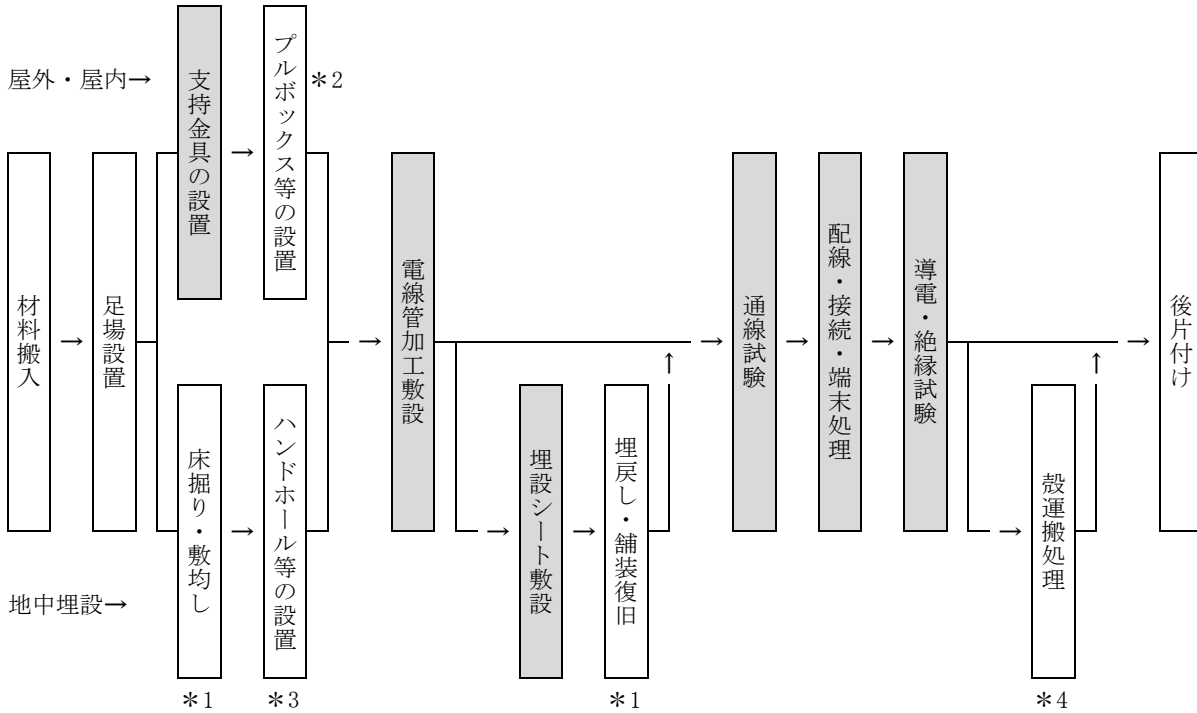 屋外・屋内→
支持金具の設置
→
プルボックス等の設置
＊2
材料搬入
→
足場設置
床掘り・敷均し
→
ハンドホール等の設置
→
電線管加工敷設
→
埋設シート敷設
→
埋戻し・舗装復旧
↑
→
通線試験
→
配線・接続・端末処理
→
導電・絶縁試験
→
殻運搬処理
↑
→
後片付け
地中埋設→
＊1
＊3
＊1
＊4